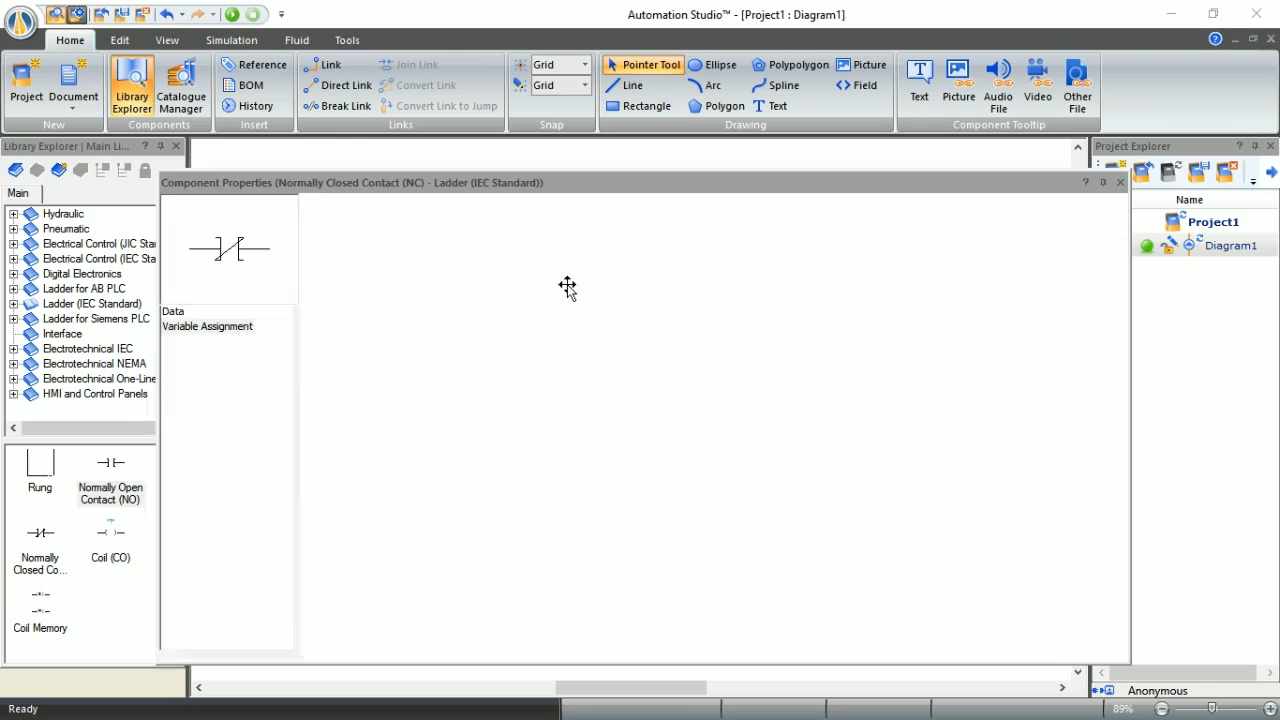 Automation Studio™ - [Project1 : Diagram1]
Home Edit View Simulation Fluid Tools
Project Document
New
Library Explorer Catalogue Manager
Components
Reference
BOM
History
Insert
Link Join Link
Direct Link Convert Link
Break Link Convert Link to Jump
Links
Grid
Grid
Snap
Pointer Tool Ellipse Polypolygon Picture
Line Arc Spline Field
Rectangle Polygon Text
Drawing
Text Picture Audio File Video Other File
Component Tooltip
Library Explorer | Main Li... ?
Main
Hydraulic
Pneumatic
Electrical Control (JIC Sta
Electrical Control (IEC Sta
Digital Electronics
Ladder for AB PLC
Ladder (IEC Standard)
Ladder for Siemens PLC
Interface
Electrotechnical IEC
Electrotechnical NEMA
Electrotechnical One-Line
HMI and Control Panels
Rung
Normally Open Contact (NO)
Normally Closed Co...
Coil (CO)
Coil Memory
Component Properties (Normally Closed Contact (NC) - Ladder (IEC Standard)) ?
Data
Variable Assignment
Project Explorer ?
Name
Project1
Diagram1
Anonymous
Ready
89%